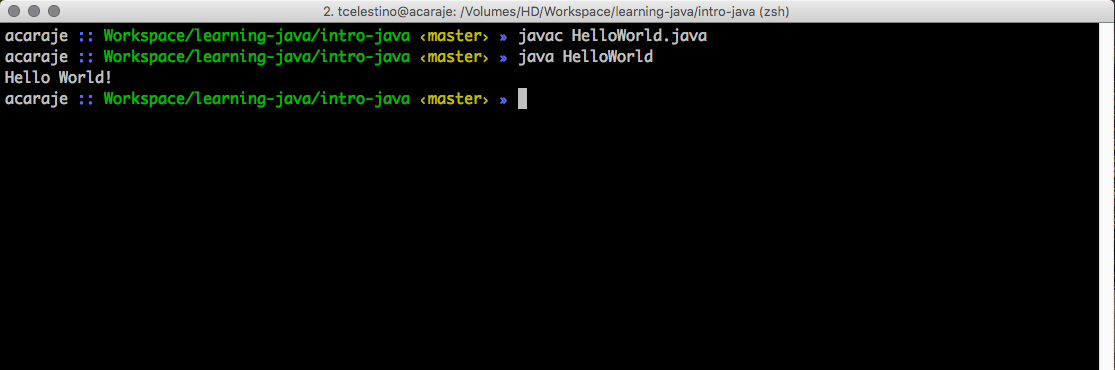 2. tcelestino@acaraje: /Volumes/HD/Workspace/learning-java/intro-java (zsh)
acaraje :: Workspace/learning-java/intro-java ‹master› » javac HelloWorld.java
acaraje :: Workspace/learning-java/intro-java ‹master› » java HelloWorld
Hello World!
acaraje :: Workspace/learning-java/intro-java ‹master› »